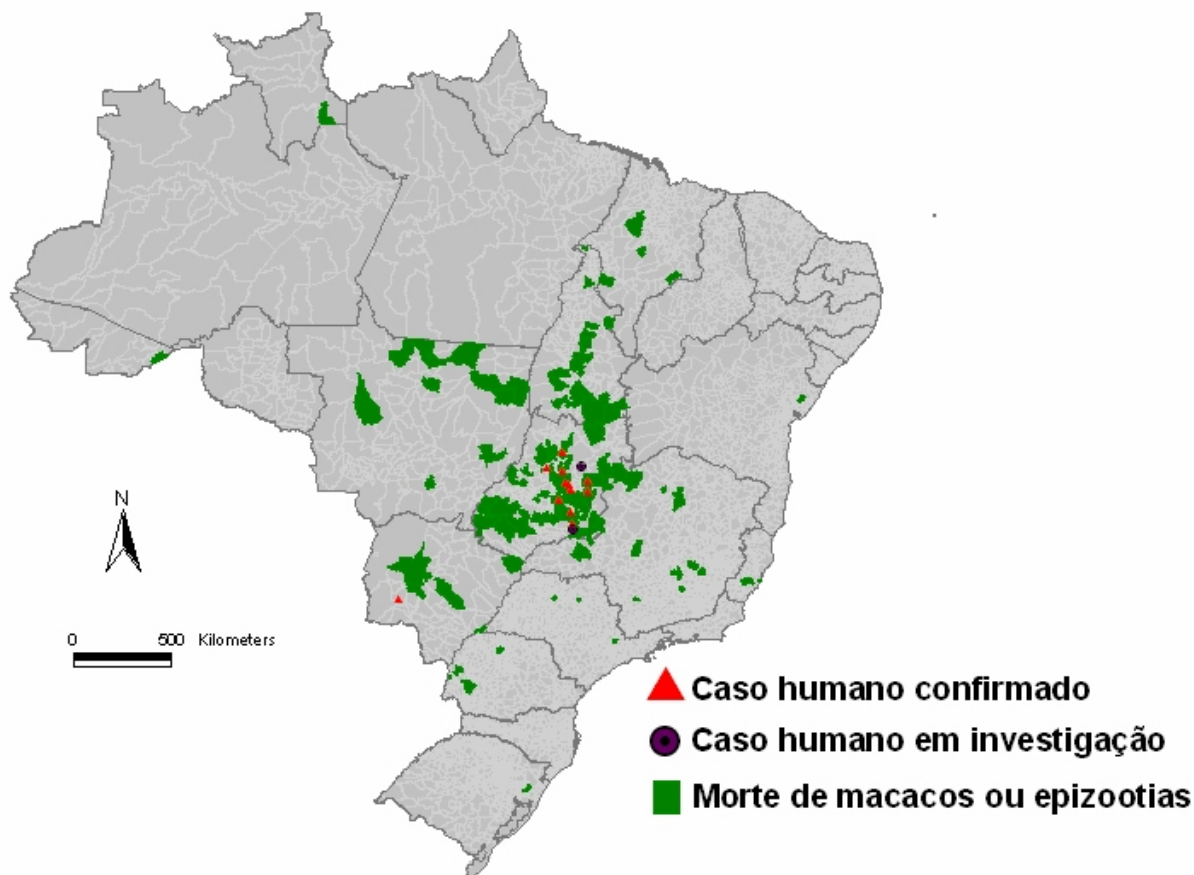 N
0 500 Kilometers
Caso humano confirmado
Caso humano em investigação
Morte de macacos ou epizootias